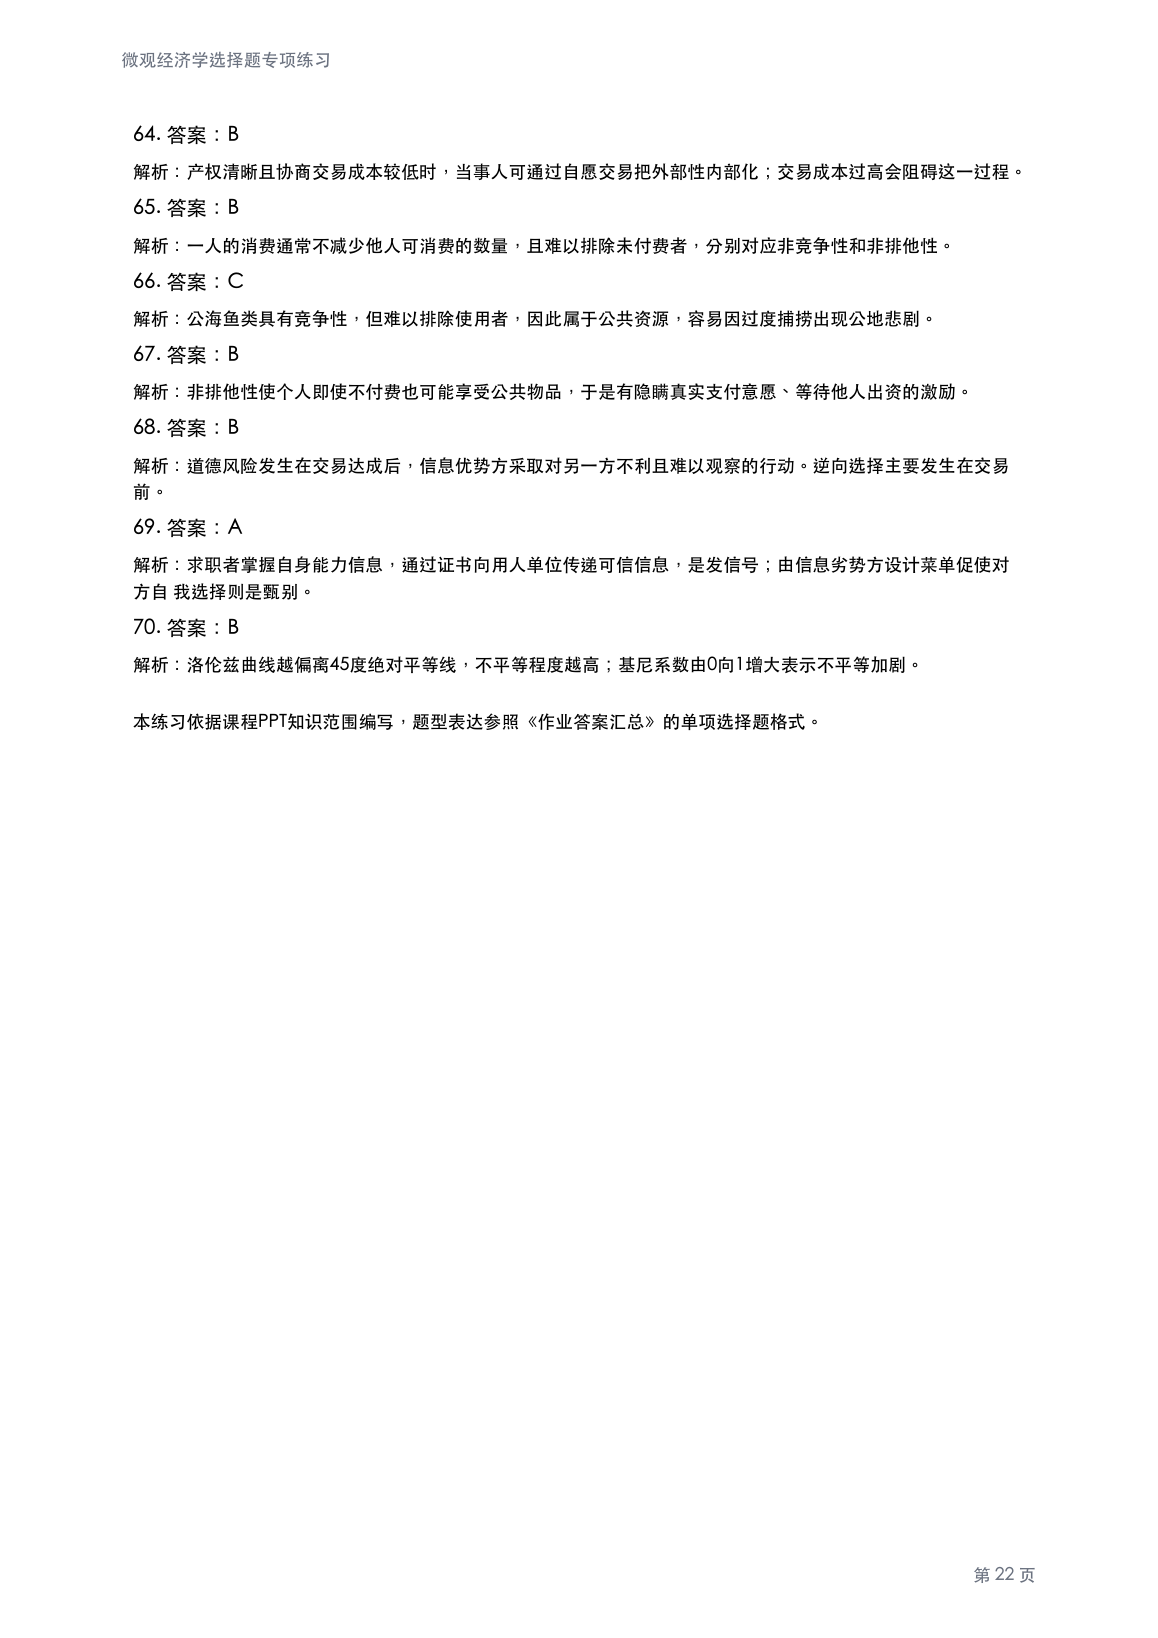 微观经济学选择题专项练习
64. 答案：B
解析：产权清晰且协商交易成本较低时，当事人可通过自愿交易把外部性内部化；交易成本过高会阻碍这一过程。
65. 答案：B
解析：一人的消费通常不减少他人可消费的数量，且难以排除未付费者，分别对应非竞争性和非排他性。
66. 答案：C
解析：公海鱼类具有竞争性，但难以排除使用者，因此属于公共资源，容易因过度捕捞出现公地悲剧。
67. 答案：B
解析：非排他性使个人即使不付费也可能享受公共物品，于是有隐瞒真实支付意愿、等待他人出资的激励。
68. 答案：B
解析：道德风险发生在交易达成后，信息优势方采取对另一方不利且难以观察的行动。逆向选择主要发生在交易
前。
69. 答案：A
解析：求职者掌握自身能力信息，通过证书向用人单位传递可信信息，是发信号；由信息劣势方设计菜单促使对
方自 我选择则是甄别。
70. 答案：B
解析：洛伦兹曲线越偏离45度绝对平等线，不平等程度越高；基尼系数由0向1增大表示不平等加剧。
本练习依据课程PPT知识范围编写，题型表达参照《作业答案汇总》的单项选择题格式。
第 22 页